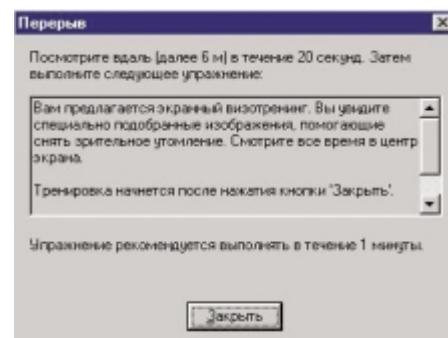 Перерыв
Посмотрите вдаль (далее 6 м) в течение 20 секунд. Затем
выполните следующее упражнение:
Вам предлагается экранный визотренинг. Вы увидите
специально подобранные изображения, помогающие
снять зрительное утомление. Смотрите все время в центр
экрана.
Тренировка начнется после нажатия кнопки 'Закрыть'.
Упражнение рекомендуется выполнять в течение 1 минуты.
Закрыть